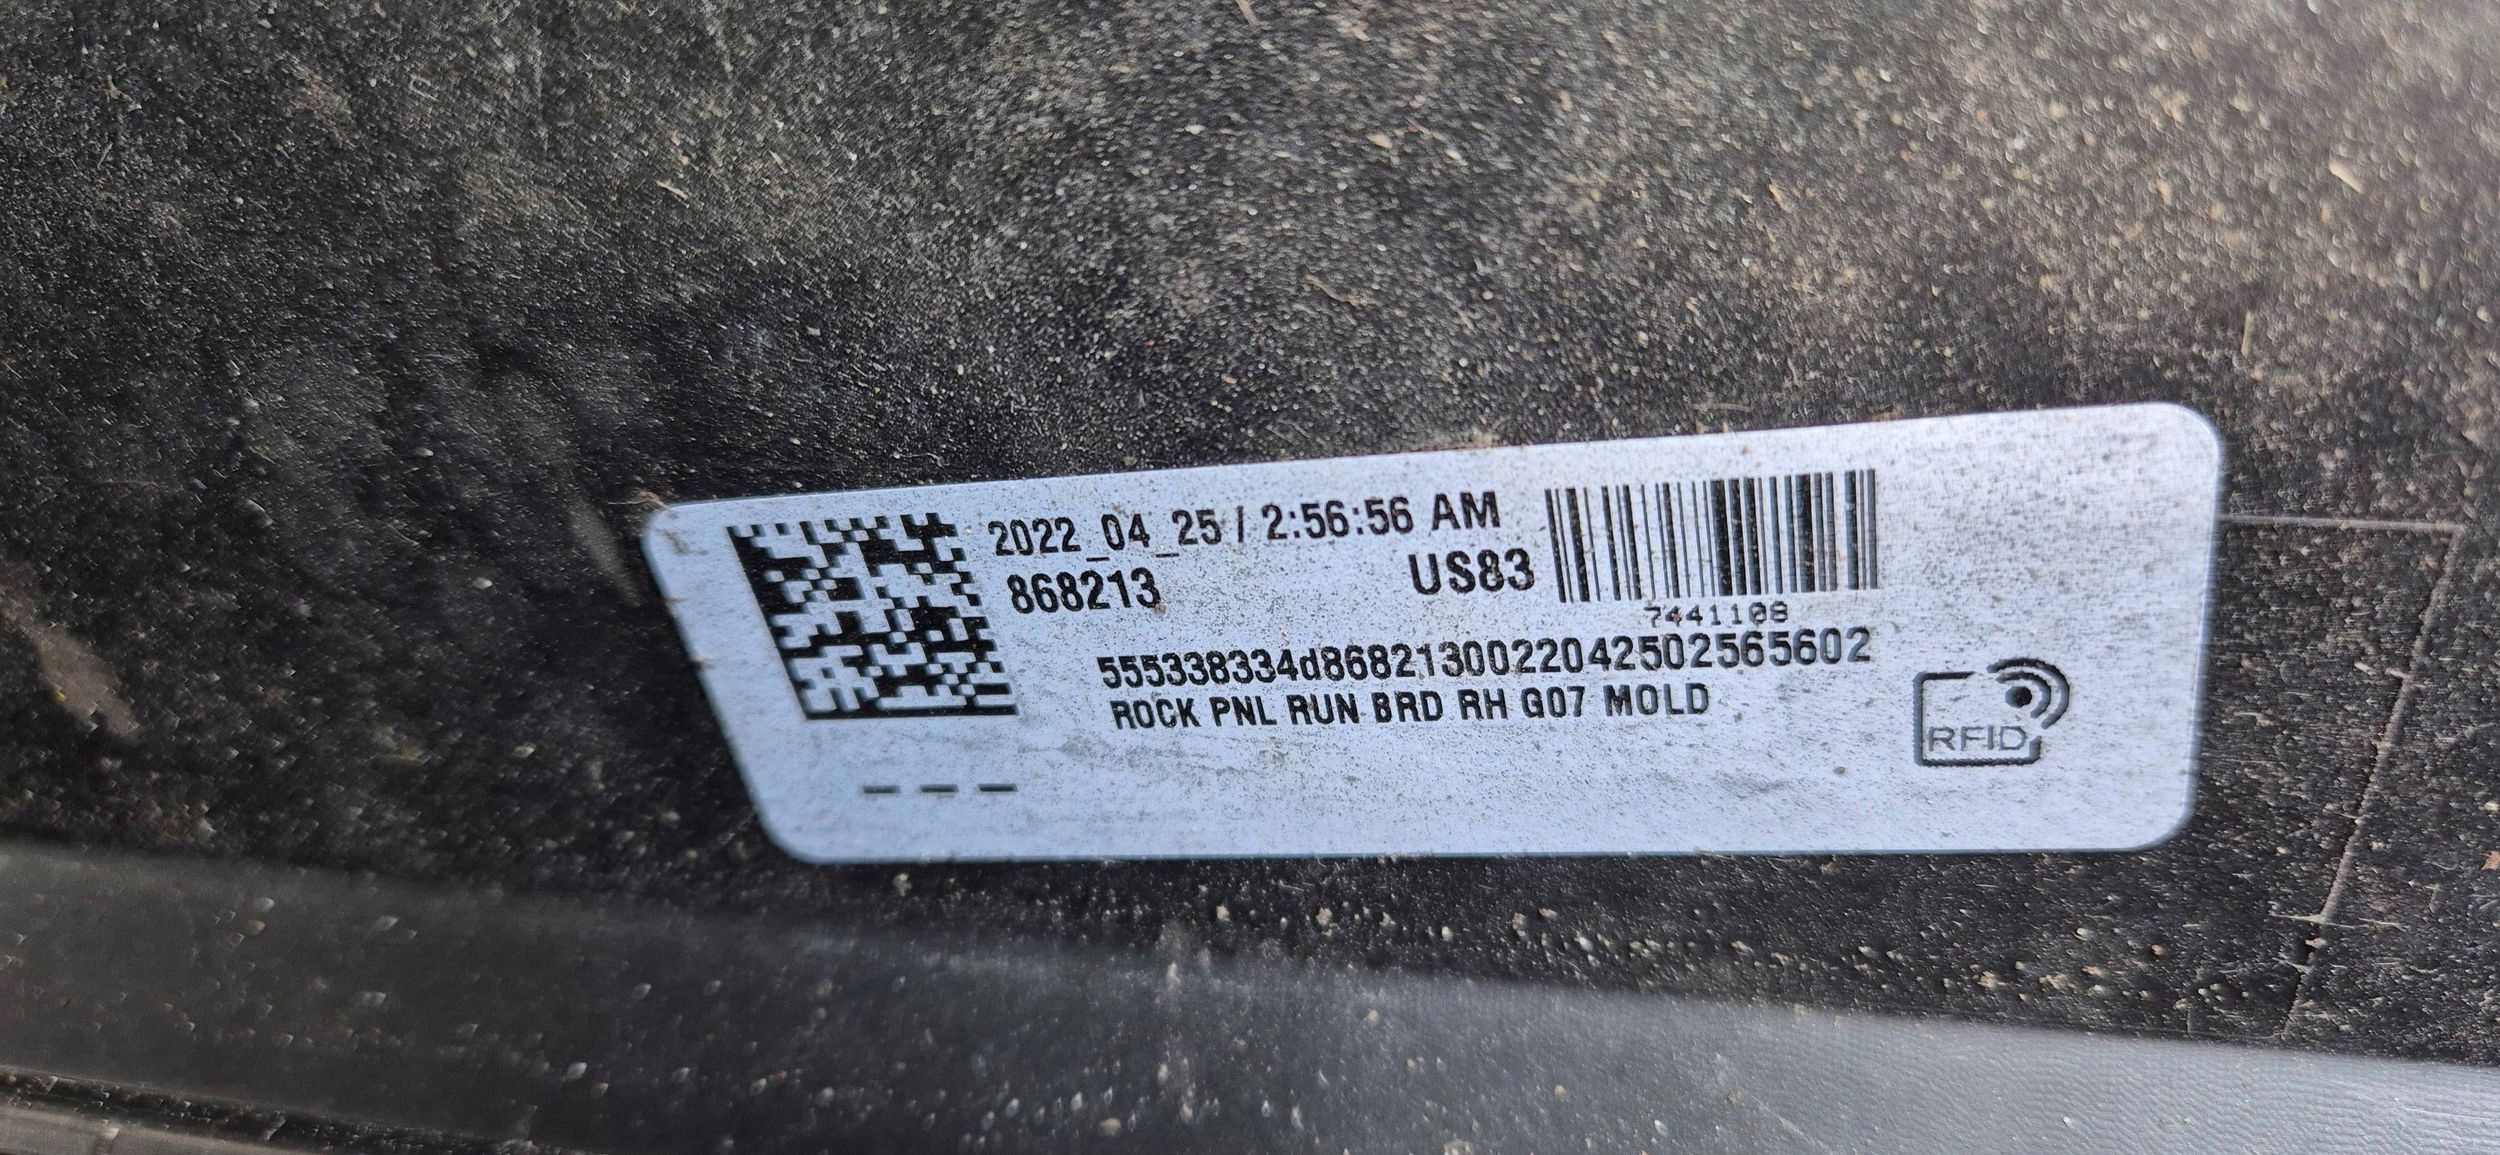 2022_04_25 / 2:56:56 AM
868213
US83
7441108
555338334d8682130022042502565602
ROCK PNL RUN BRD RH G07 MOLD
RFID
---